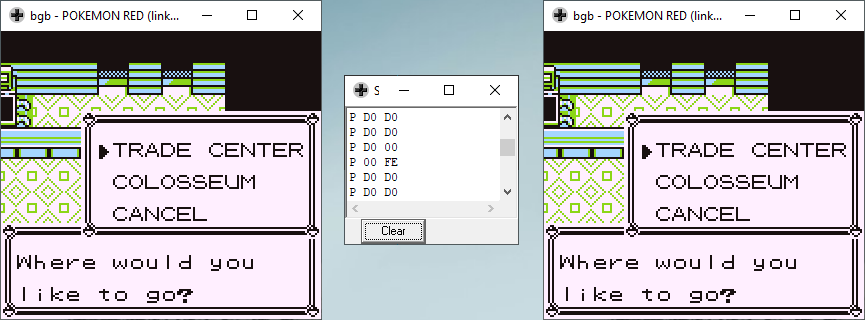 bgb - POKEMON RED (link...
TRADE CENTER
COLOSSEUM
CANCEL
Where would you
like to go?
S
P D0 D0
P D0 D0
P D0 00
P 00 FE
P D0 D0
P D0 D0
Clear
bgb - POKEMON RED (link...
TRADE CENTER
COLOSSEUM
CANCEL
Where would you
like to go?